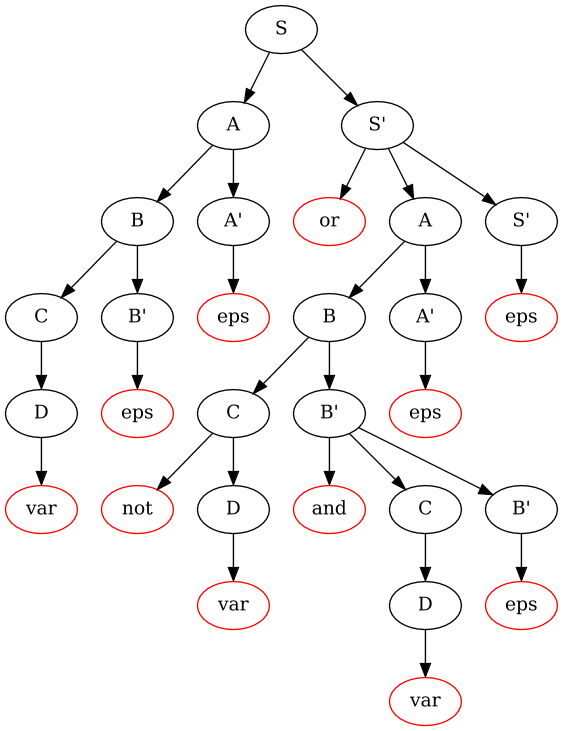 S
A S'
B A' or A S'
C B' eps B A' eps
D eps C B' eps
var not D and C B'
var D eps
var